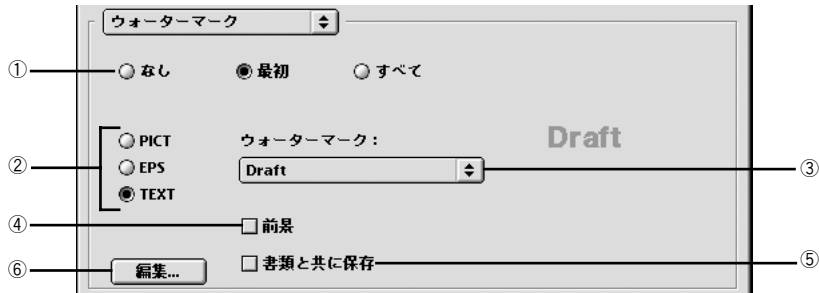 ウォーターマーク
① なし 最初 すべて
② PICT
EPS
TEXT
ウォーターマーク：
Draft ③
Draft
④ 前景
⑤ 書類と共に保存
⑥ 編集...